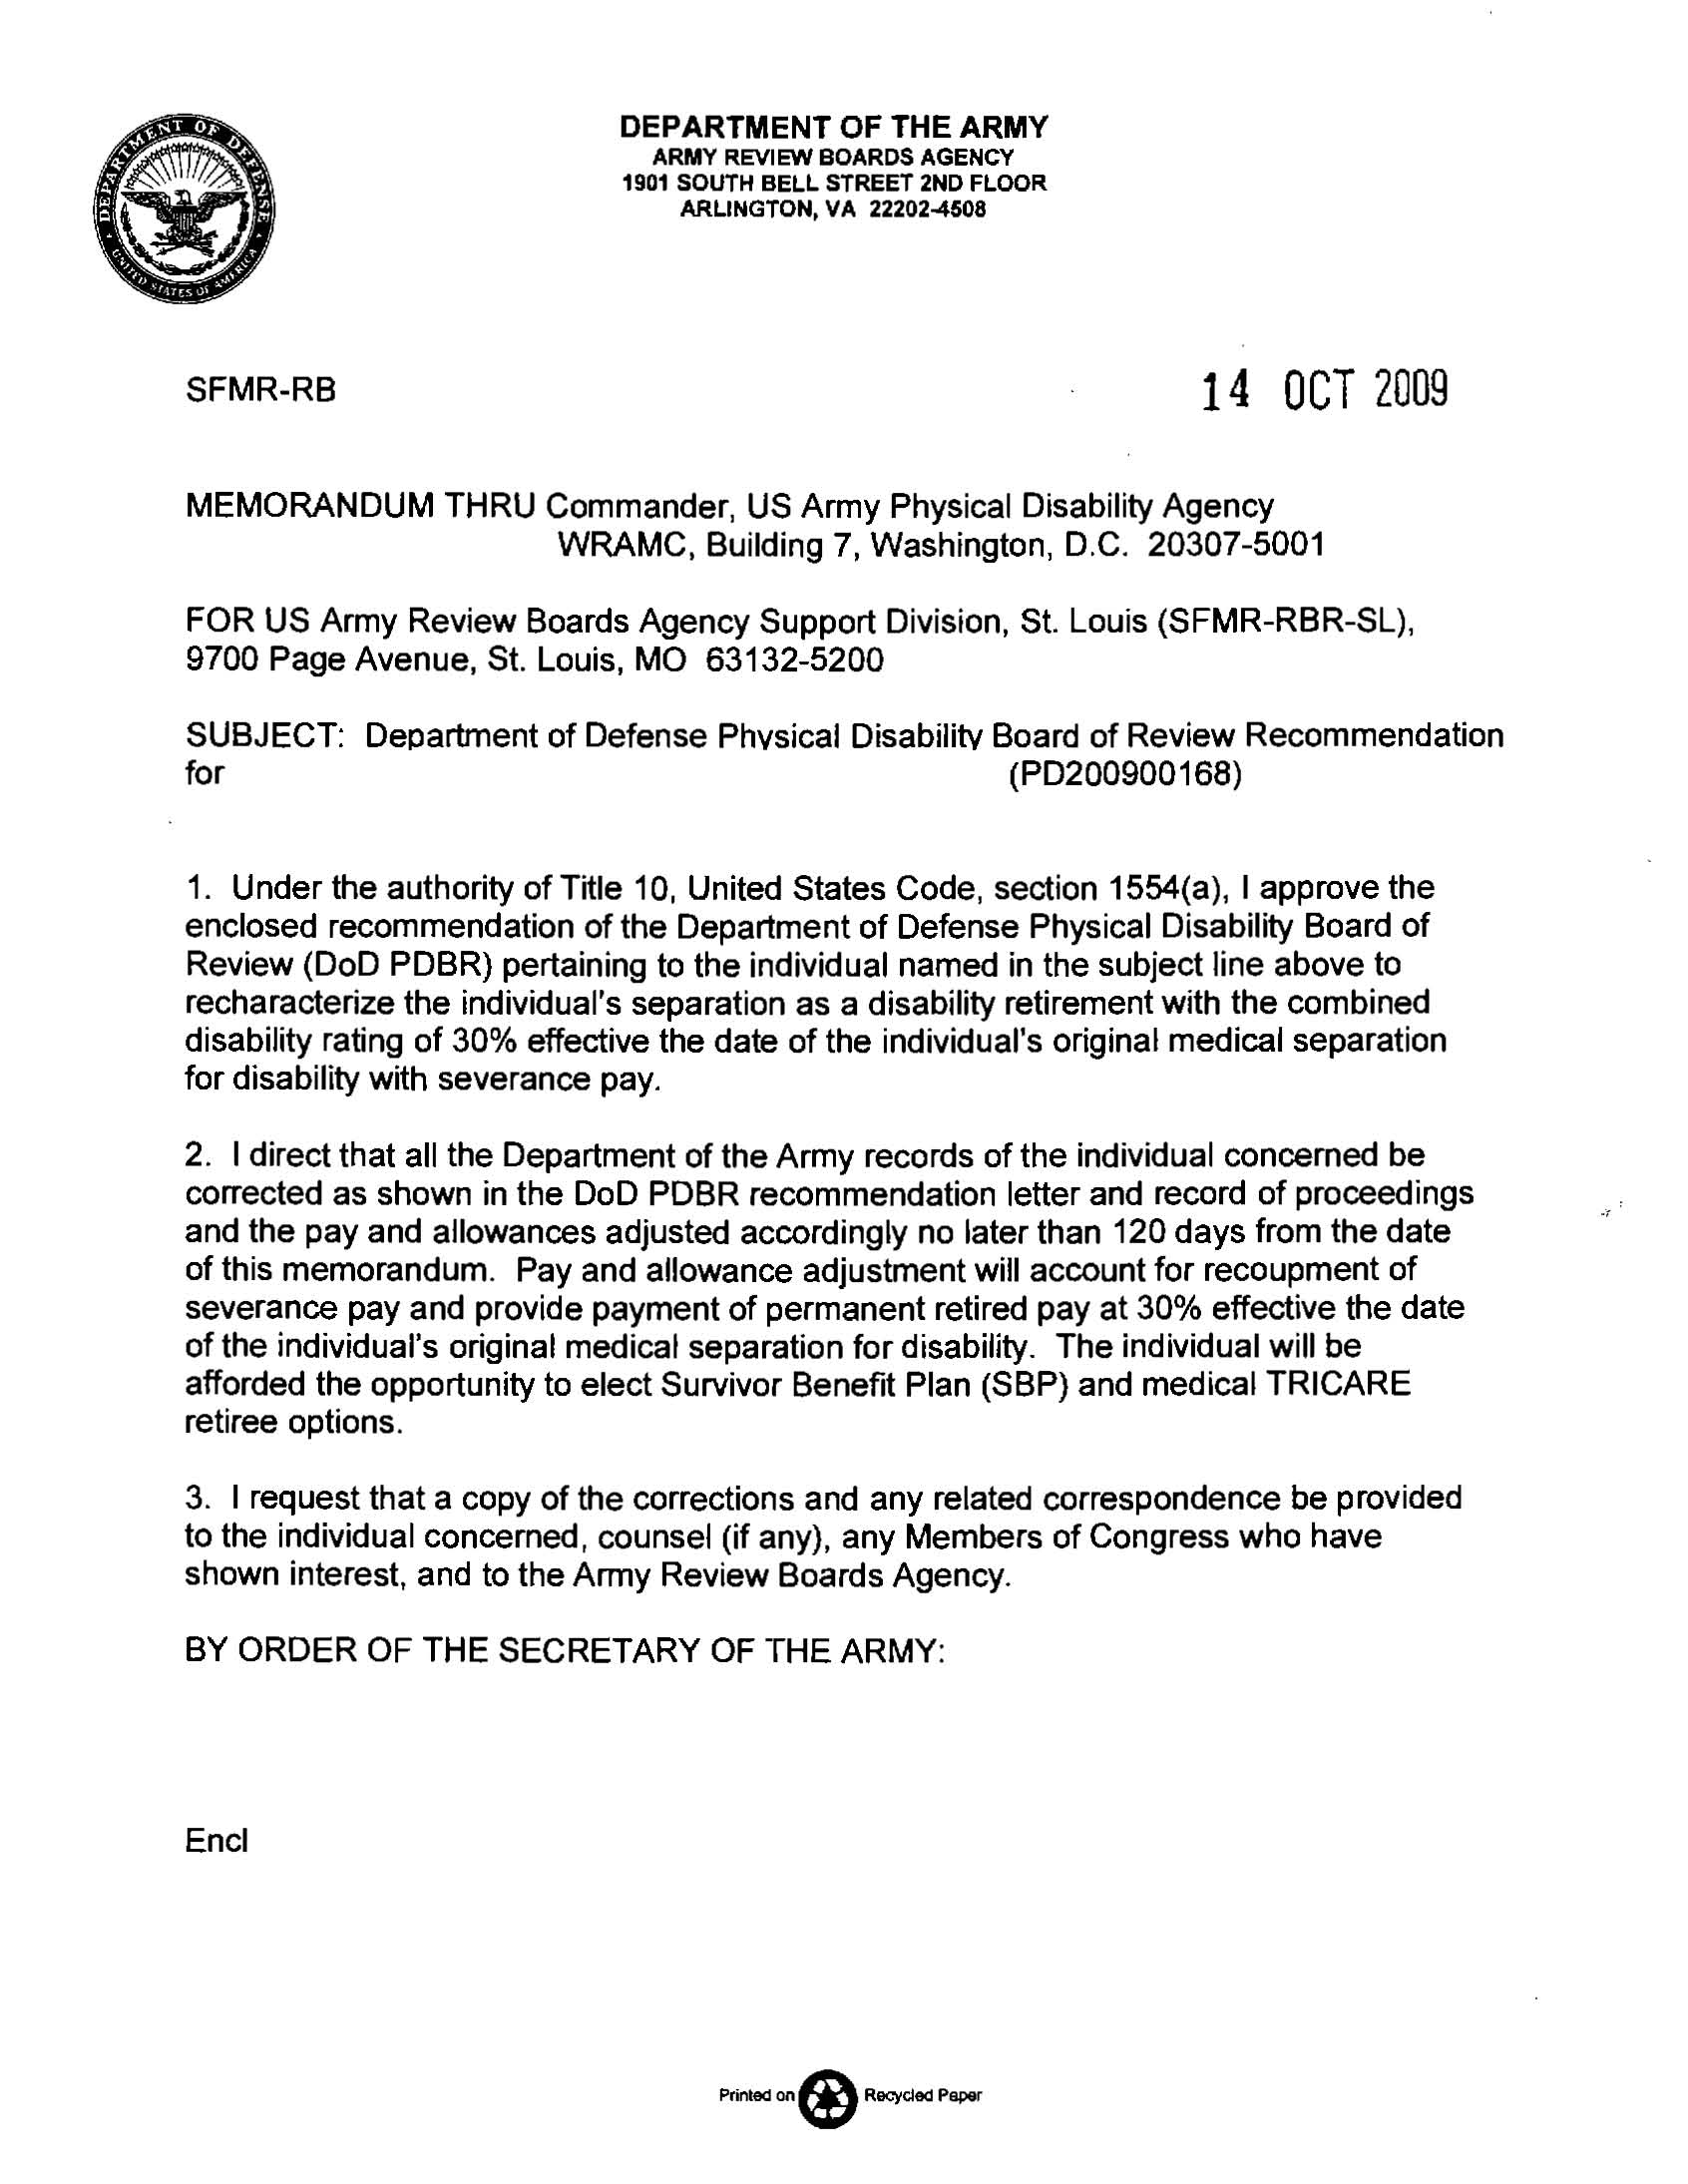 DEPARTMENT OF DEFENSE
UNITED STATES OF AMERICA
DEPARTMENT OF THE ARMY
ARMY REVIEW BOARDS AGENCY
1901 SOUTH BELL STREET 2ND FLOOR
ARLINGTON, VA 22202-4508
SFMR-RB
14 OCT 2009
MEMORANDUM THRU Commander, US Army Physical Disability Agency
WRAMC, Building 7, Washington, D.C. 20307-5001
FOR US Army Review Boards Agency Support Division, St. Louis (SFMR-RBR-SL),
9700 Page Avenue, St. Louis, MO 63132-5200
SUBJECT: Department of Defense Physical Disability Board of Review Recommendation
for (PD200900168)
1. Under the authority of Title 10, United States Code, section 1554(a), I approve the
enclosed recommendation of the Department of Defense Physical Disability Board of
Review (DoD PDBR) pertaining to the individual named in the subject line above to
recharacterize the individual's separation as a disability retirement with the combined
disability rating of 30% effective the date of the individual's original medical separation
for disability with severance pay.
2. I direct that all the Department of the Army records of the individual concerned be
corrected as shown in the DoD PDBR recommendation letter and record of proceedings
and the pay and allowances adjusted accordingly no later than 120 days from the date
of this memorandum. Pay and allowance adjustment will account for recoupment of
severance pay and provide payment of permanent retired pay at 30% effective the date
of the individual's original medical separation for disability. The individual will be
afforded the opportunity to elect Survivor Benefit Plan (SBP) and medical TRICARE
retiree options.
3. I request that a copy of the corrections and any related correspondence be provided
to the individual concerned, counsel (if any), any Members of Congress who have
shown interest, and to the Army Review Boards Agency.
BY ORDER OF THE SECRETARY OF THE ARMY:
Encl
Printed on Recycled Paper